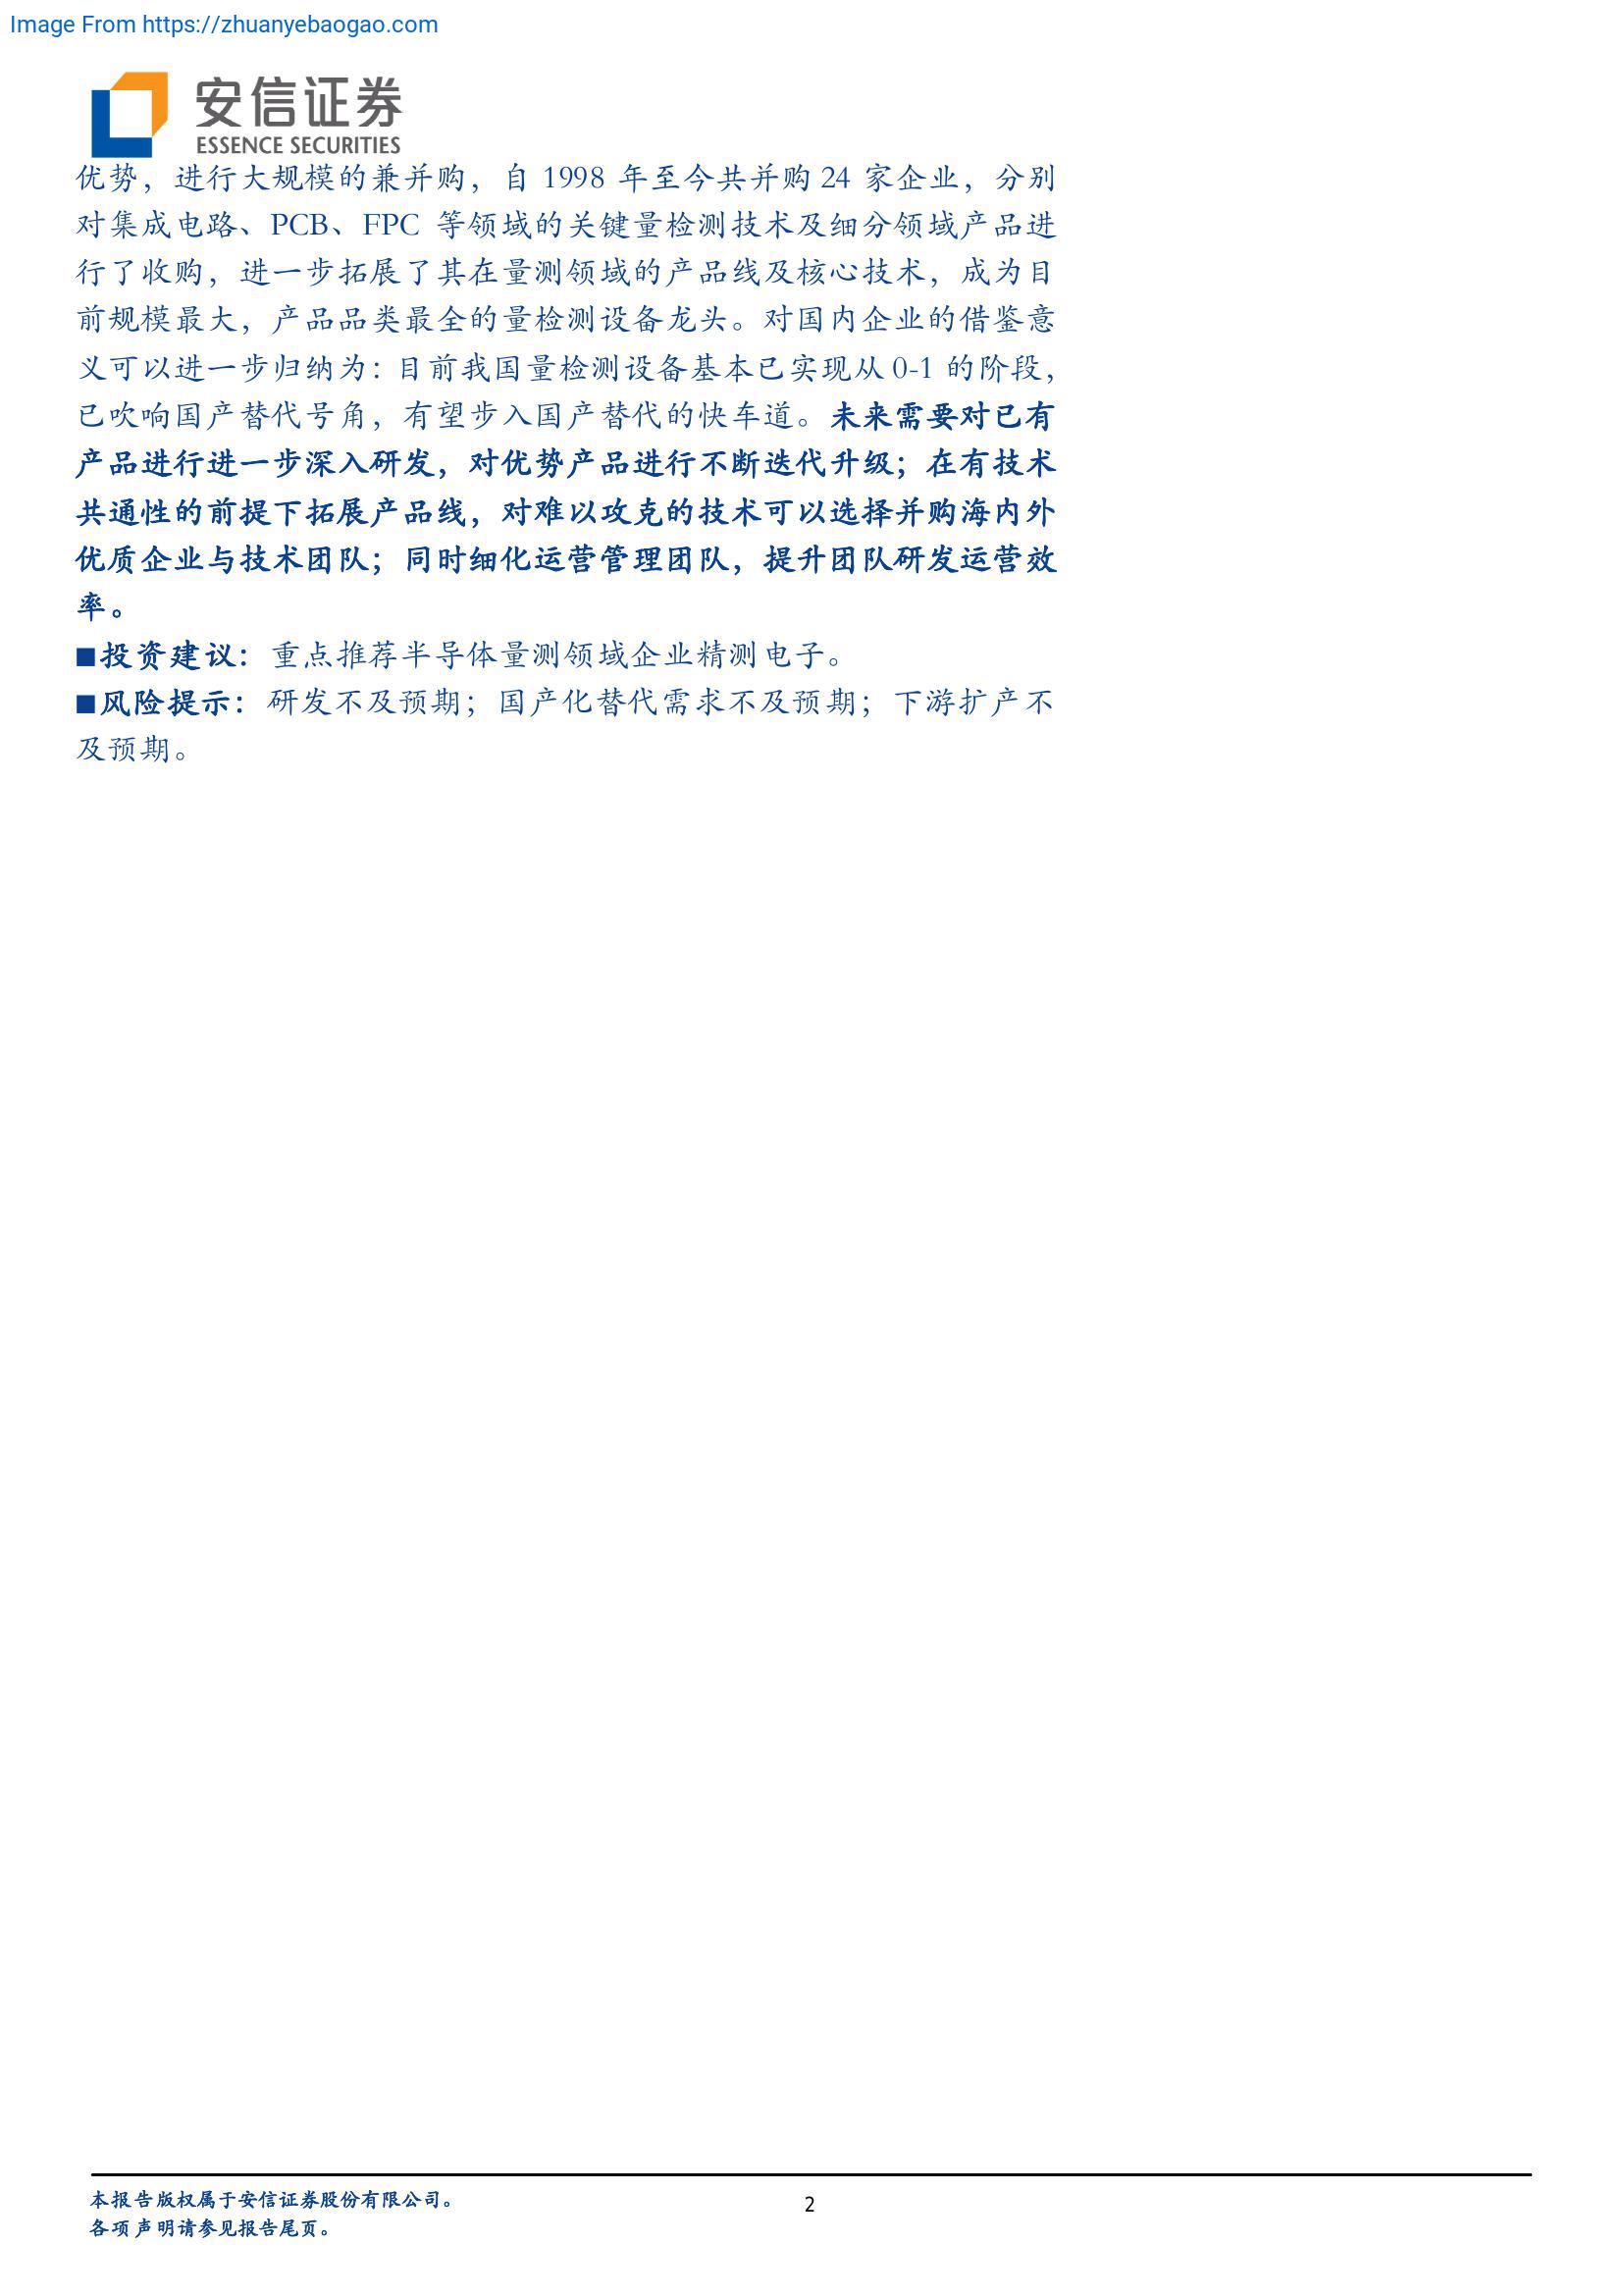 Image From https://zhuanyebaogao.com
安信证券
ESSENCE SECURITIES
优势，进行大规模的兼并购，自 1998 年至今共并购 24 家企业，分别
对集成电路、PCB、FPC 等领域的关键量检测技术及细分领域产品进
行了收购，进一步拓展了其在量测领域的产品线及核心技术，成为目
前规模最大，产品品类最全的量检测设备龙头。对国内企业的借鉴意
义可以进一步归纳为：目前我国量检测设备基本已实现从 0-1 的阶段，
已吹响国产替代号角，有望步入国产替代的快车道。未来需要对已有
产品进行进一步深入研发，对优势产品进行不断迭代升级；在有技术
共通性的前提下拓展产品线，对难以攻克的技术可以选择并购海内外
优质企业与技术团队；同时细化运营管理团队，提升团队研发运营效
率。
■投资建议：重点推荐半导体量测领域企业精测电子。
■风险提示：研发不及预期；国产化替代需求不及预期；下游扩产不
及预期。
本报告版权属于安信证券股份有限公司。
各项声明请参见报告尾页。
2